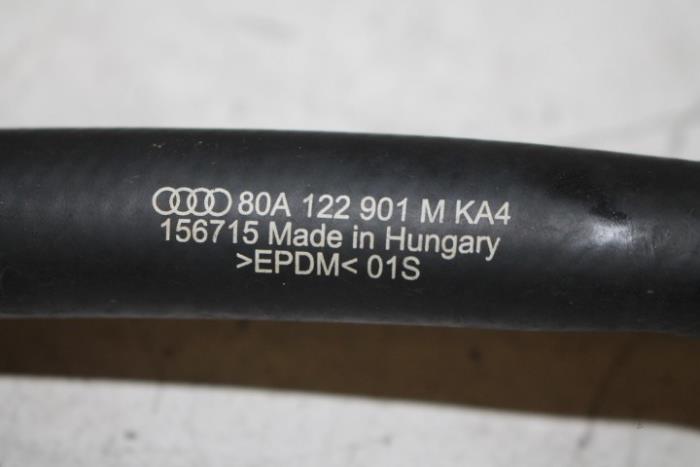 80A 122 901 M KA4
156715 Made in Hungary
>EPDM< 01S